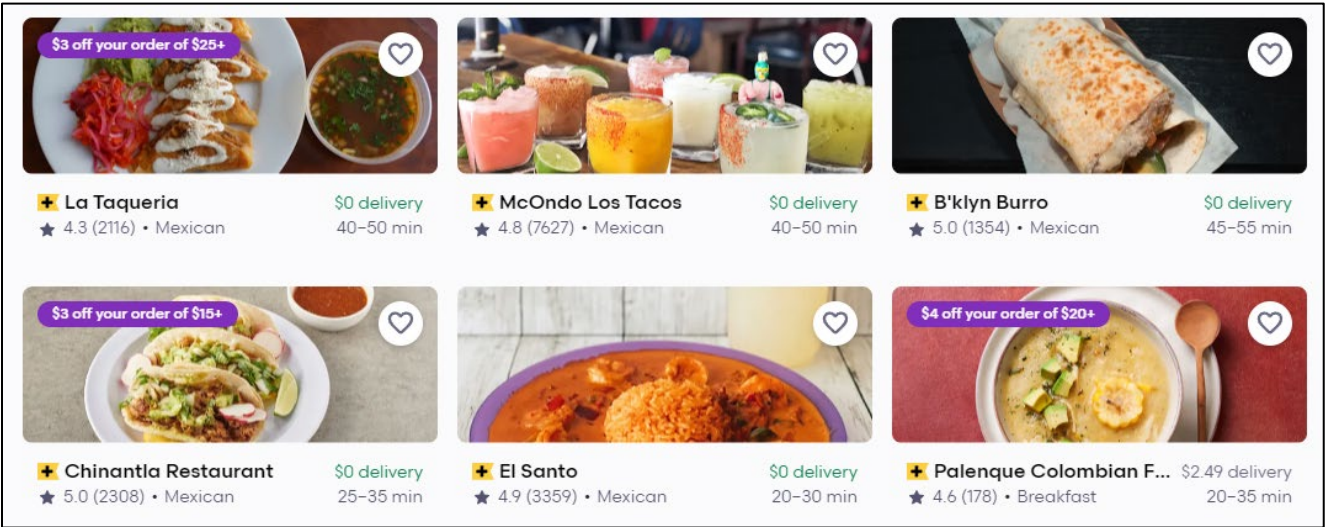 $3 off your order of $25+
La Taqueria $0 delivery
4.3 (2116) • Mexican 40–50 min
McOndo Los Tacos $0 delivery
4.8 (7627) • Mexican 40–50 min
B'klyn Burro $0 delivery
5.0 (1354) • Mexican 45–55 min
$3 off your order of $15+
Chinantla Restaurant $0 delivery
5.0 (2308) • Mexican 25–35 min
El Santo $0 delivery
4.9 (3359) • Mexican 20–30 min
$4 off your order of $20+
Palenque Colombian F... $2.49 delivery
4.6 (178) • Breakfast 20–35 min